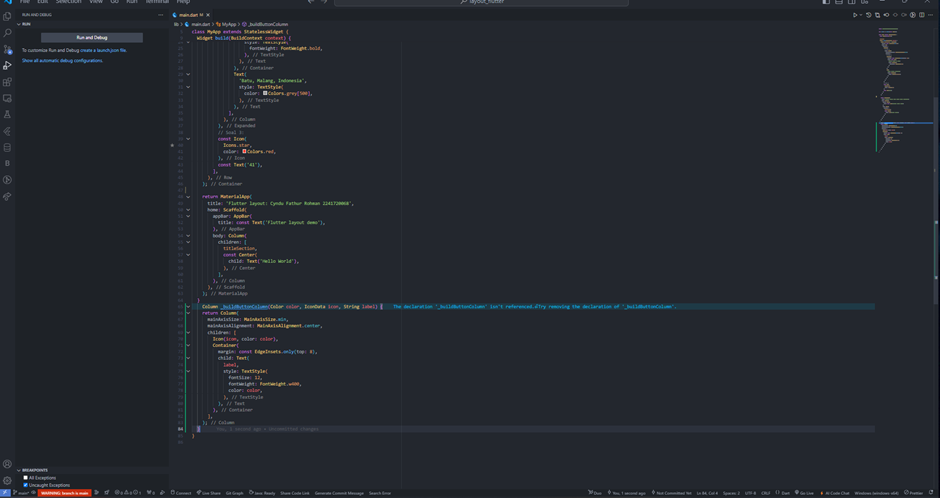 File Edit Selection View Go Run Terminal Help
layout_flutter
RUN AND DEBUG
main.dart M
main.dart > MyApp > _buildButtonColumn
RUN
Run and Debug
To customize Run and Debug create a launch.json file.
Show all automatic debug configurations.
class MyApp extends StatelessWidget {
Widget build(BuildContext context) {
style: TextStyle(
fontWeight: FontWeight.bold,
), // TextStyle
), // Text
), // Container
Text(
'Batu, Malang, Indonesia',
style: TextStyle(
color: Colors.grey[500],
), // TextStyle
), // Text
],
), // Column
), // Expanded
// Soal 3:
const Icon(
Icons.star,
color: Colors.red,
), // Icon
const Text('41'),
],
), // Row
); // Container
return MaterialApp(
title: 'Flutter layout: Cyndu Fathur Rohman 2241720068',
home: Scaffold(
appBar: AppBar(
title: const Text('Flutter layout demo'),
), // AppBar
body: Column(
children: [
titleSection,
const Center(
child: Text('Hello World'),
), // Center
],
), // Column
), // Scaffold
); // MaterialApp
}
Column _buildButtonColumn(Color color, IconData icon, String label) { The declaration '_buildButtonColumn' isn't referenced.⏎Try removing the declaration of '_buildButtonColumn'.
return Column(
mainAxisSize: MainAxisSize.min,
mainAxisAlignment: MainAxisAlignment.center,
children: [
Icon(icon, color: color),
Container(
margin: const EdgeInsets.only(top: 8),
child: Text(
label,
style: TextStyle(
fontSize: 12,
fontWeight: FontWeight.w400,
color: color,
), // TextStyle
), // Text
), // Container
],
); // Column
} You, 1 second ago • Uncommitted changes
}
BREAKPOINTS
All Exceptions
Uncaught Exceptions
main* WARNING: branch is main Connect Live Share Git Graph Java: Ready Share Code Link Generate Commit Message Search Error You, 1 second ago Not Committed Yet Ln 84, Col 4 Spaces: 2 UTF-8 CRLF Dart Go Live AI Code Chat Windows (windows-x64) Prettier